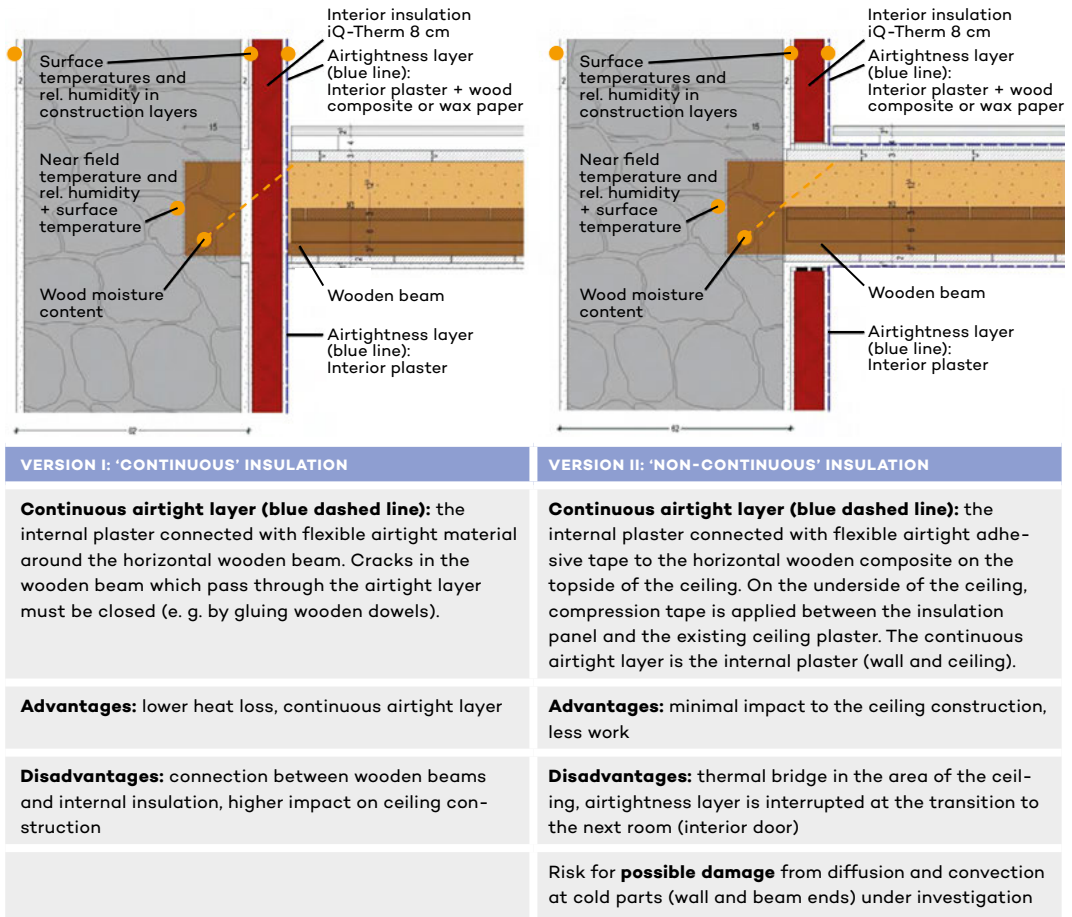 Interior insulation
iQ-Therm 8 cm
Airtightness layer
(blue line):
Interior plaster + wood
composite or wax paper
Surface
temperatures and
rel. humidity in
construction layers
Near field
temperature and
rel. humidity
+ surface
temperature
Wood moisture
content
Wooden beam
Airtightness layer
(blue line):
Interior plaster
Interior insulation
iQ-Therm 8 cm
Airtightness layer
(blue line):
Interior plaster + wood
composite or wax paper
Surface
temperatures and
rel. humidity in
construction layers
Near field
temperature and
rel. humidity
+ surface
temperature
Wood moisture
content
Wooden beam
Airtightness layer
(blue line):
Interior plaster
VERSION I: ‘CONTINUOUS’ INSULATION
Continuous airtight layer (blue dashed line): the
internal plaster connected with flexible airtight material
around the horizontal wooden beam. Cracks in the
wooden beam which pass through the airtight layer
must be closed (e. g. by gluing wooden dowels).
Advantages: lower heat loss, continuous airtight layer
Disadvantages: connection between wooden beams
and internal insulation, higher impact on ceiling con-
struction
VERSION II: ‘NON-CONTINUOUS’ INSULATION
Continuous airtight layer (blue dashed line): the
internal plaster connected with flexible airtight adhe-
sive tape to the horizontal wooden composite on the
topside of the ceiling. On the underside of the ceiling,
compression tape is applied between the insulation
panel and the existing ceiling plaster. The continuous
airtight layer is the internal plaster (wall and ceiling).
Advantages: minimal impact to the ceiling construction,
less work
Disadvantages: thermal bridge in the area of the ceil-
ing, airtightness layer is interrupted at the transition to
the next room (interior door)
Risk for possible damage from diffusion and convection
at cold parts (wall and beam ends) under investigation